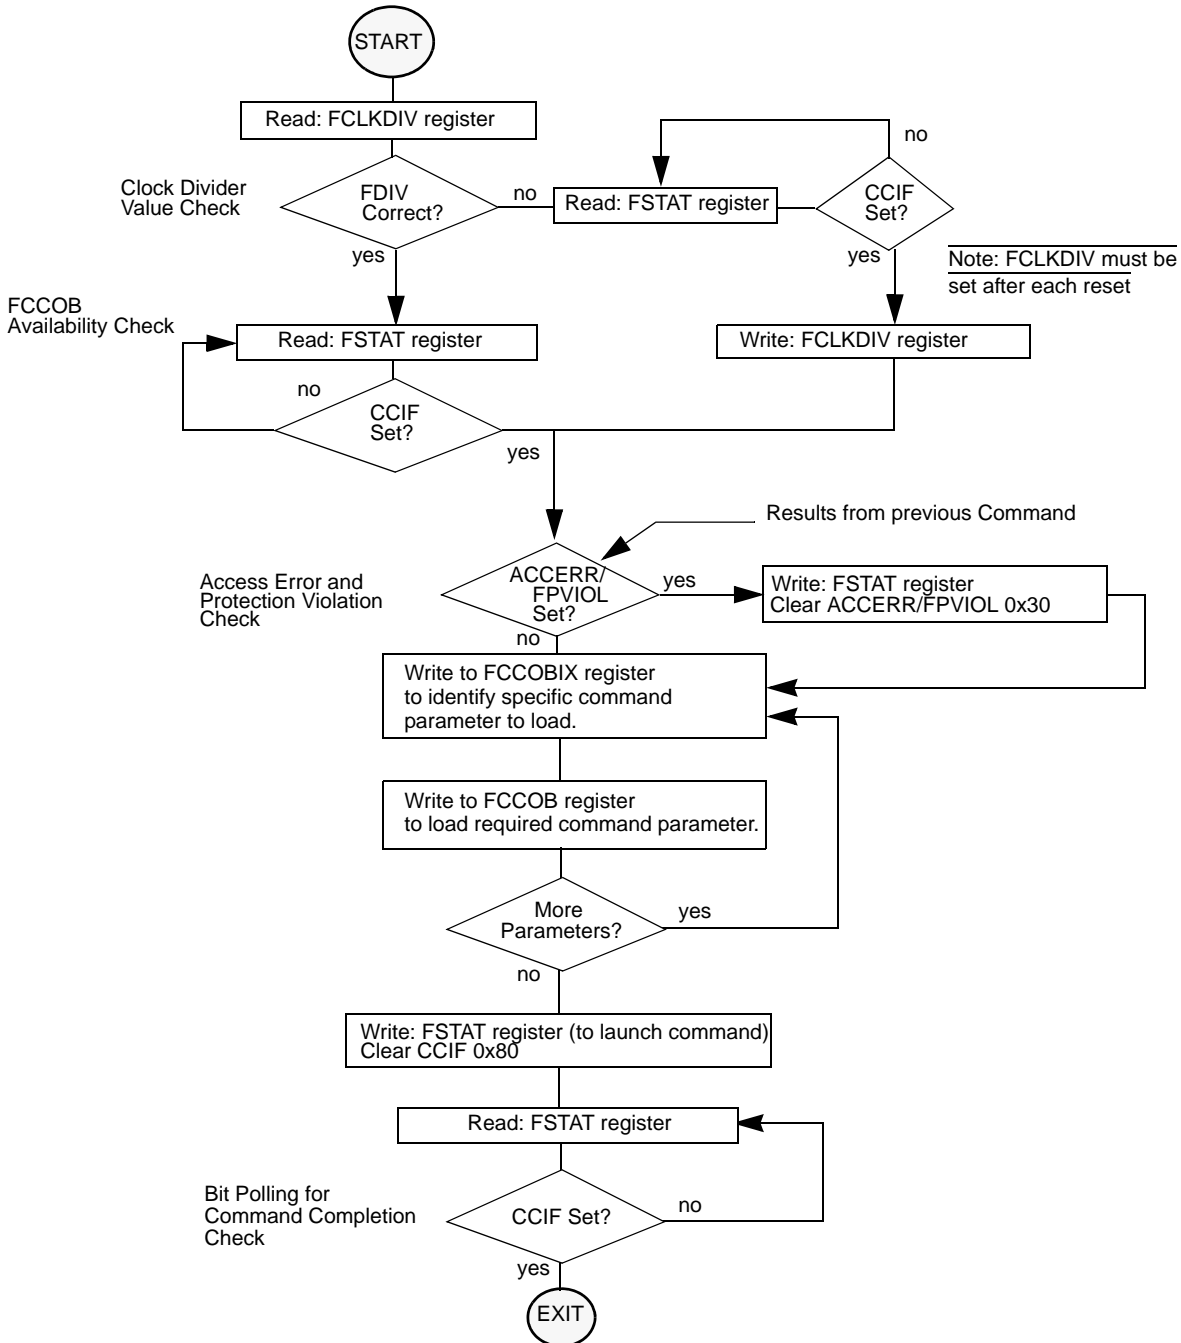 START
Read: FCLKDIV register
no
Clock Divider
Value Check
FDIV
Correct?
no
Read: FSTAT register
CCIF
Set?
yes
yes
Note: FCLKDIV must be
set after each reset
FCCOB
Availability Check
Read: FSTAT register
Write: FCLKDIV register
no
CCIF
Set?
yes
Results from previous Command
Access Error and
Protection Violation
Check
ACCERR/
FPVIOL
Set?
yes
Write: FSTAT register
Clear ACCERR/FPVIOL 0x30
no
Write to FCCOBIX register
to identify specific command
parameter to load.
Write to FCCOB register
to load required command parameter.
More
Parameters?
yes
no
Write: FSTAT register (to launch command)
Clear CCIF 0x80
Read: FSTAT register
Bit Polling for
Command Completion
Check
CCIF Set?
no
yes
EXIT